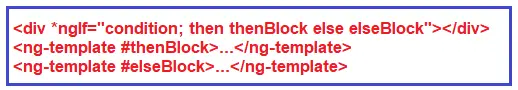 <div *ngIf="condition; then thenBlock else elseBlock"></div>
<ng-template #thenBlock>...</ng-template>
<ng-template #elseBlock>...</ng-template>